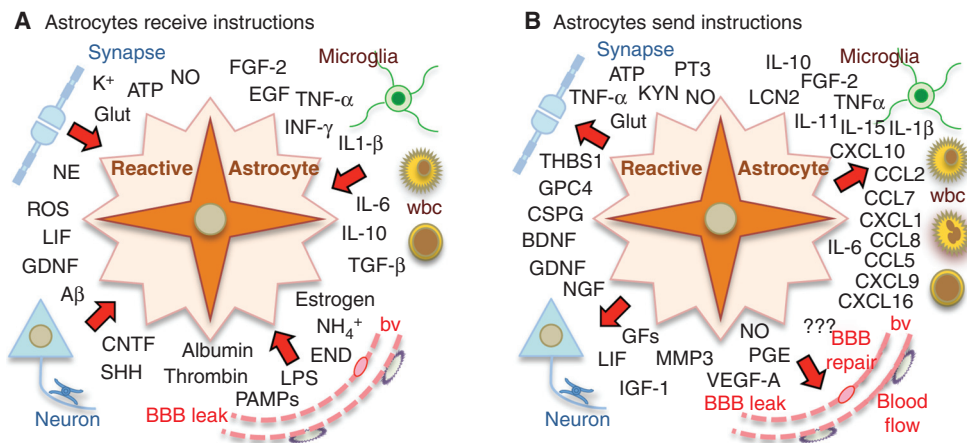 A Astrocytes receive instructions
Synapse
K+
ATP
NO
FGF-2
Microglia
Glut
EGF
TNF-α
INF-γ
IL1-β
Reactive Astrocyte
NE
IL-6
wbc
ROS
LIF
IL-10
GDNF
TGF-β
Aβ
Estrogen
NH4+
bv
CNTF
Albumin
END
SHH
Thrombin
LPS
PAMPs
BBB leak
Neuron
B Astrocytes send instructions
Synapse
ATP
PT3
IL-10
Microglia
TNF-α
KYN
NO
LCN2
FGF-2
TNFα
Glut
IL-11
IL-15
IL-1β
THBS1
Reactive Astrocyte
CXCL10
CCL2
GPC4
CCL7
wbc
CSPG
CXCL1
BDNF
IL-6
CCL8
CCL5
GDNF
CXCL9
NGF
CXCL16
GFs
NO
???
bv
LIF
MMP3
PGE
BBB
repair
IGF-1
VEGF-A
BBB leak
Blood
flow
Neuron